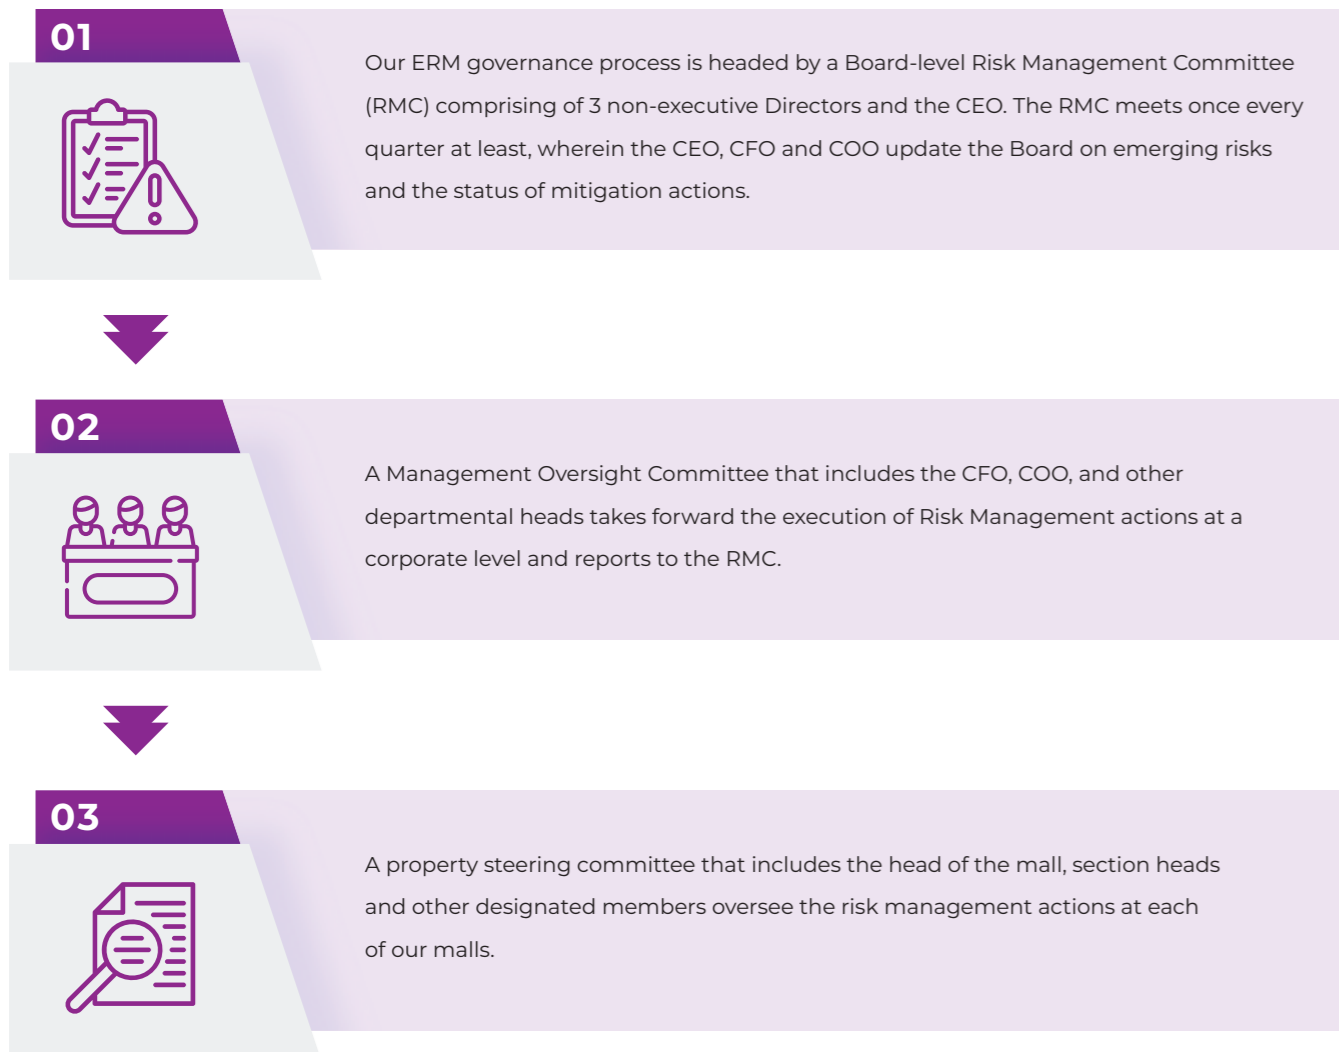 01
Our ERM governance process is headed by a Board-level Risk Management Committee
(RMC) comprising of 3 non-executive Directors and the CEO. The RMC meets once every
quarter at least, wherein the CEO, CFO and COO update the Board on emerging risks
and the status of mitigation actions.
02
A Management Oversight Committee that includes the CFO, COO, and other
departmental heads takes forward the execution of Risk Management actions at a
corporate level and reports to the RMC.
03
A property steering committee that includes the head of the mall, section heads
and other designated members oversee the risk management actions at each
of our malls.